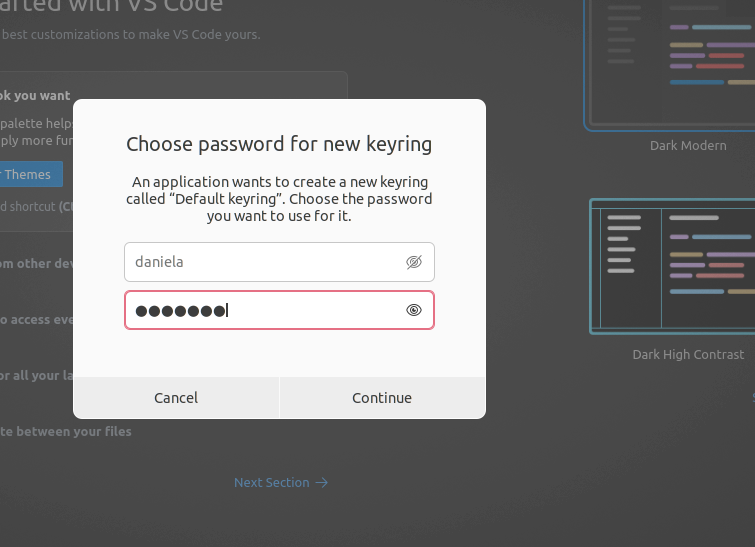 arted with VS Code
best customizations to make VS Code yours.
ok you want
palette helps
ply more fun
Themes
d shortcut (Ct
Choose password for new keyring
An application wants to create a new keyring
called “Default keyring”. Choose the password
you want to use for it.
daniela
●●●●●●●
Cancel
Continue
om other dev
o access eve
or all your la
te between your files
Next Section →
Dark Modern
Dark High Contrast